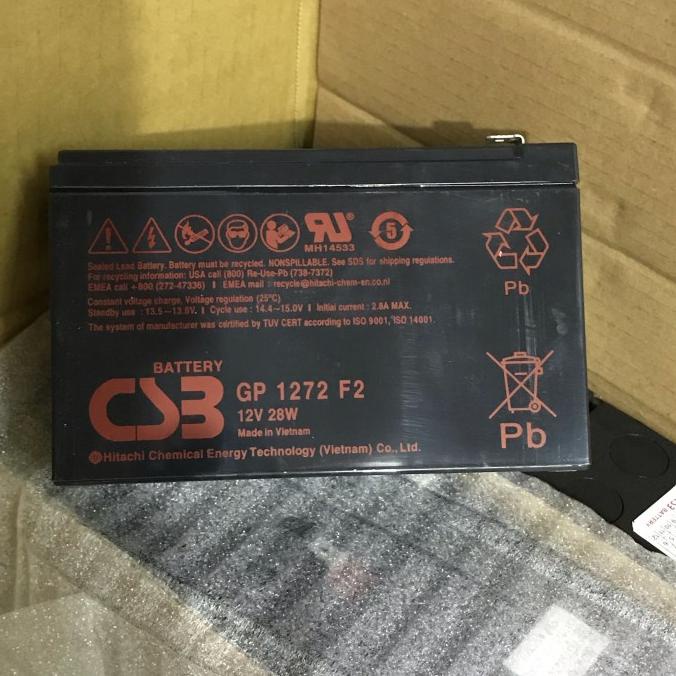 5
RU
MH14533
Sealed Lead Battery. Battery must be recycled. NONSPILLABLE. See SDS for shipping regulations.
For recycling information: USA call (800) Re-Use-Pb (738-7372)
EMEA call +800 (272-47336) I EMEA mail : recycle@hitachi-chem-en.co.nl
Constant voltage charge, Voltage regulation (25°C)
Standby use : 13.5~13.8V. I Cycle use : 14.4~15.0V I Initial current : 2.8A MAX.
The system of manufacturer was certified by TUV CERT according to ISO 9001, ISO 14001.
Pb
BATTERY
CSB
GP 1272 F2
12V 28W
Made in Vietnam
Hitachi Chemical Energy Technology (Vietnam) Co., Ltd.
Pb
BATTERY